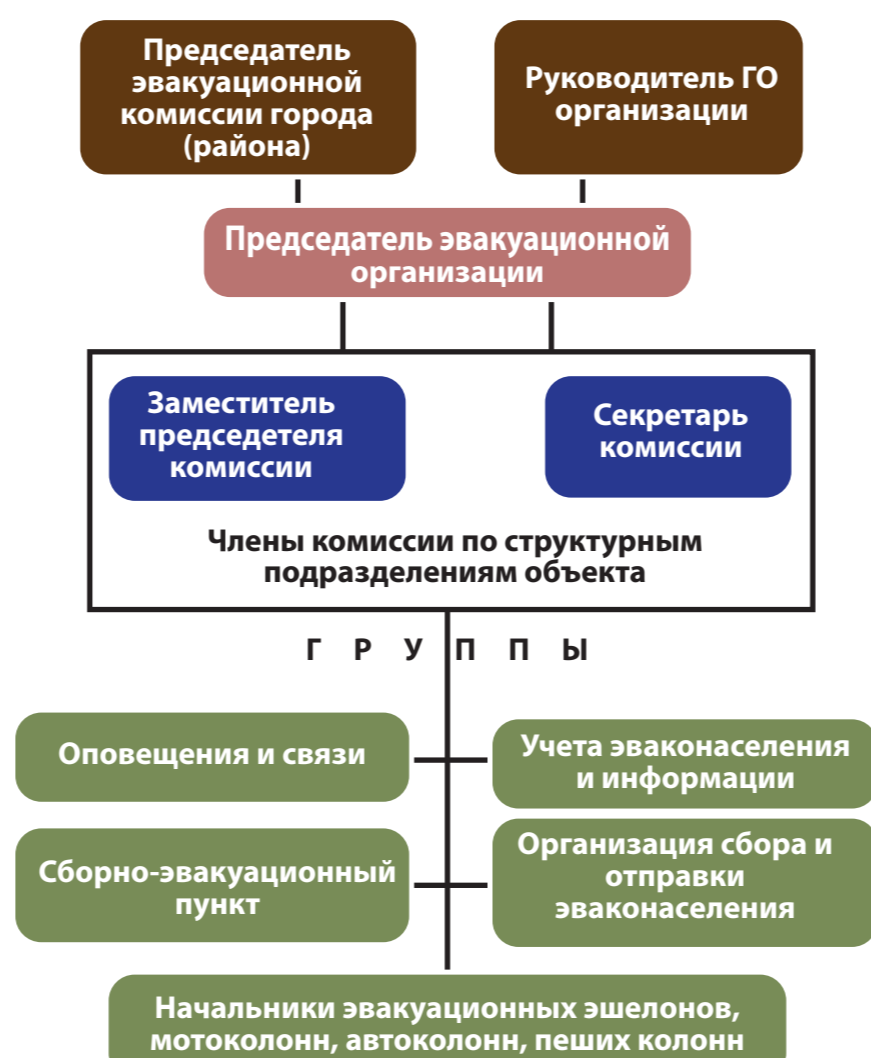 Председатель
эвакуационной
комиссии города
(района)
Руководитель ГО
организации
Председатель эвакуационной
организации
Заместитель
председетеля
комиссии
Секретарь
комиссии
Члены комиссии по структурным
подразделениям объекта
Г Р У П П Ы
Оповещения и связи
Учета эваконаселения
и информации
Сборно-эвакуационный
пункт
Организация сбора и
отправки
эваконаселения
Начальники эвакуационных эшелонов,
мотоколонн, автоколонн, пеших колонн